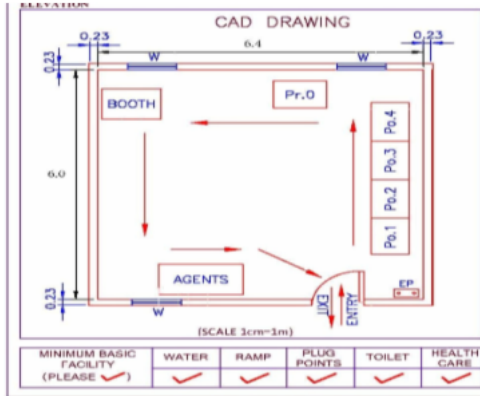 ELEVATION
CAD DRAWING
0.23
6.4
0.23
0.23
W
W
BOOTH
Pr.O
Po.4
Po.3
Po.2
Po.1
6.0
AGENTS
EP
EXIT
ENTRY
0.23
W
(SCALE 1cm=1m)
MINIMUM BASIC FACILITY (PLEASE ✓)
WATER
RAMP
PLUG POINTS
TOILET
HEALTH CARE
✓ ✓ ✓ ✓ ✓